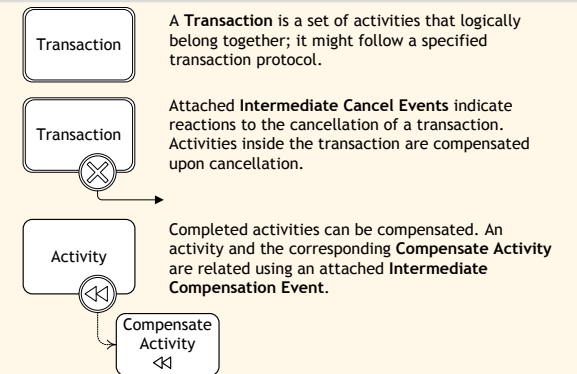 Transaction
A Transaction is a set of activities that logically
belong together; it might follow a specified
transaction protocol.
Transaction
Attached Intermediate Cancel Events indicate
reactions to the cancellation of a transaction.
Activities inside the transaction are compensated
upon cancellation.
Activity
Completed activities can be compensated. An
activity and the corresponding Compensate Activity
are related using an attached Intermediate
Compensation Event.
Compensate
Activity